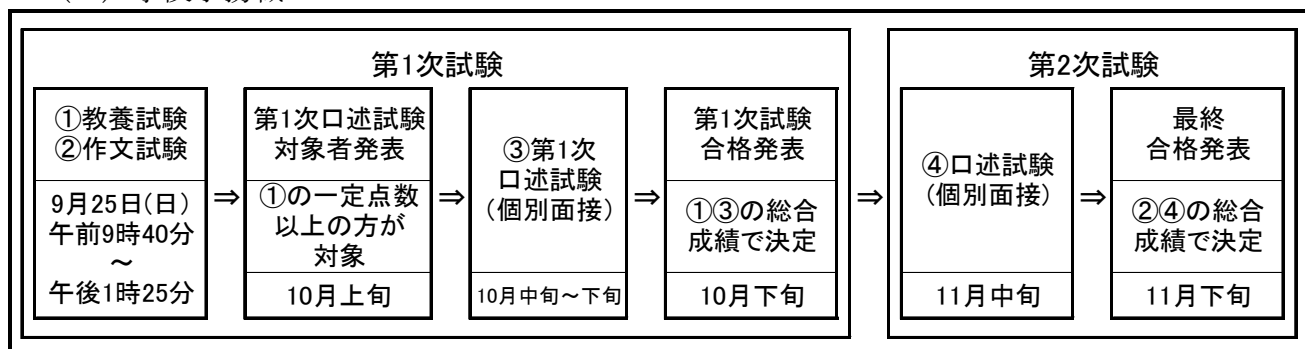 第1次試験
①教養試験
②作文試験
9月25日(日)
午前9時40分
～
午後1時25分
⇒
第1次口述試験
対象者発表
①の一定点数
以上の方が
対象
10月上旬
⇒
③第1次
口述試験
(個別面接)
10月中旬～下旬
⇒
第1次試験
合格発表
①③の総合
成績で決定
10月下旬
⇒
第2次試験
④口述試験
(個別面接)
11月中旬
⇒
最終
合格発表
②④の総合
成績で決定
11月下旬